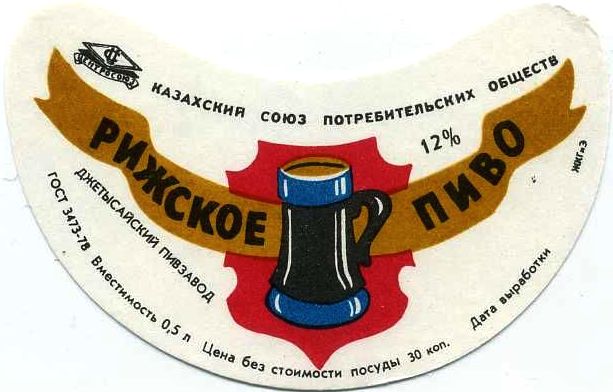 ЦЕНТРОСОЮЗ
КАЗАХСКИЙ СОЮЗ ПОТРЕБИТЕЛЬСКИХ ОБЩЕСТВ
РИЖСКОЕ ПИВО
12%
ДЖЕТЫСАЙСКИЙ ПИВЗАВОД
ГОСТ 3473-78 Вместимость 0,5 л Цена без стоимости посуды 30 коп. Дата выработки